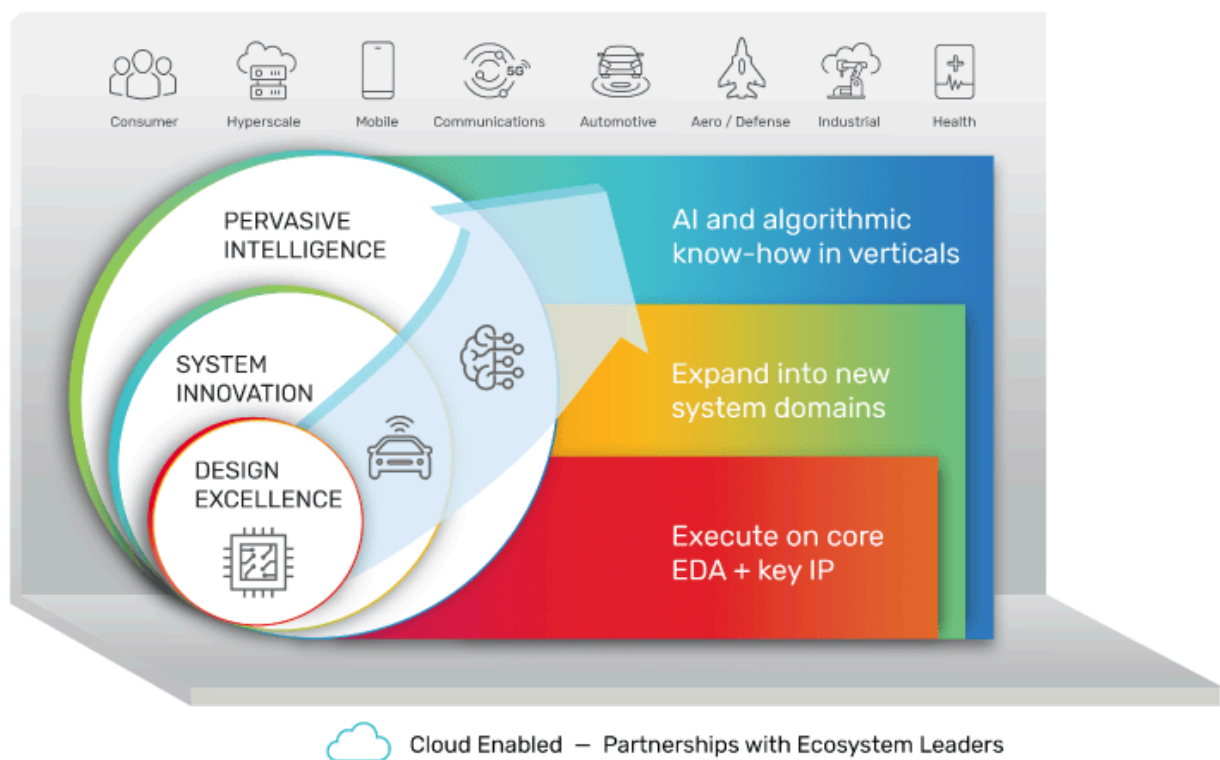 5G
Consumer
Hyperscale
Mobile
Communications
Automotive
Aero / Defense
Industrial
Health
PERVASIVE
INTELLIGENCE
AI and algorithmic
know-how in verticals
SYSTEM
INNOVATION
Expand into new
system domains
DESIGN
EXCELLENCE
Execute on core
EDA + key IP
Cloud Enabled – Partnerships with Ecosystem Leaders